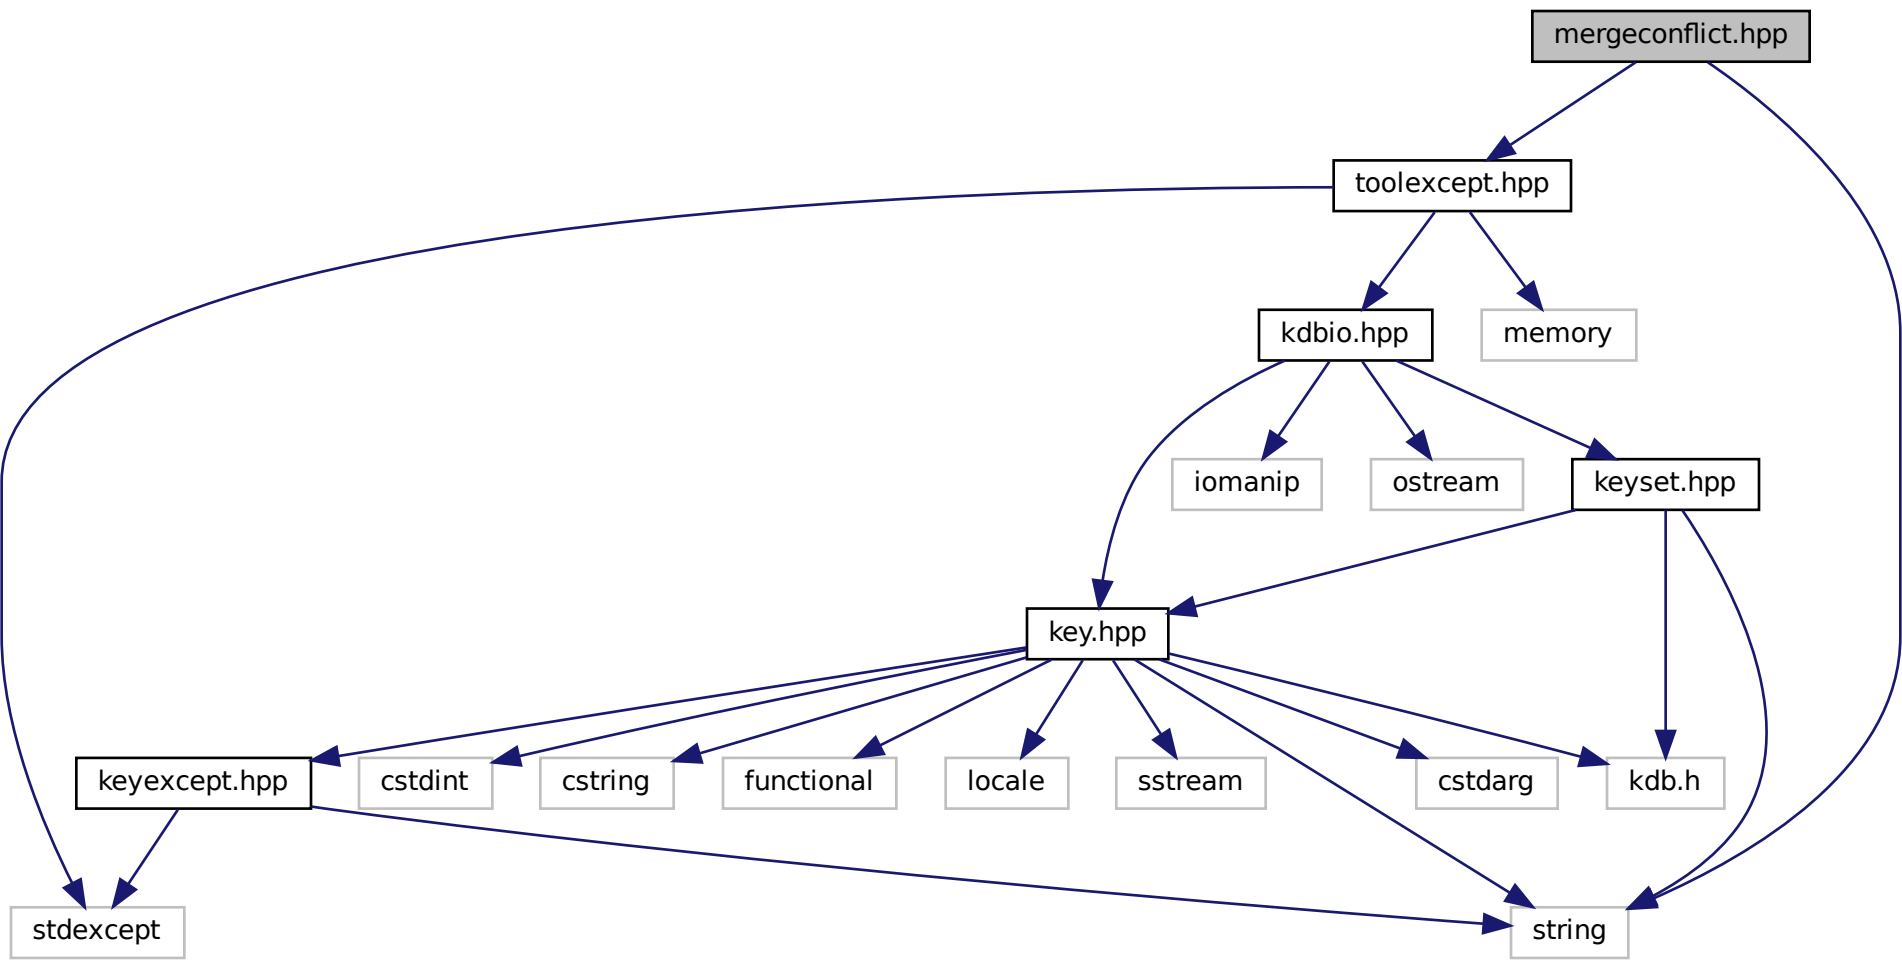 mergeconflict.hpp
toolexcept.hpp
kdbio.hpp
memory
iomanip
ostream
keyset.hpp
key.hpp
keyexcept.hpp
cstdint
cstring
functional
locale
sstream
cstdarg
kdb.h
stdexcept
string